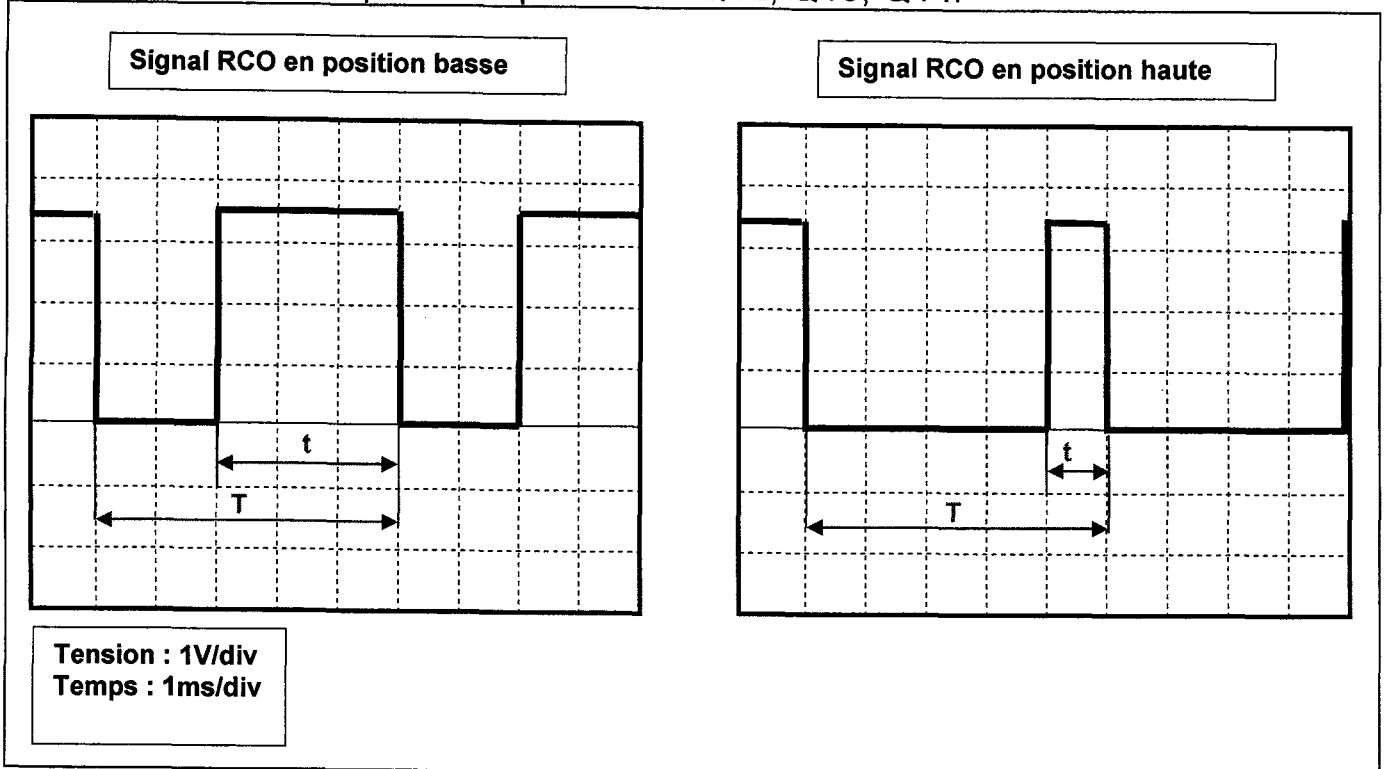 Signal RCO en position basse
Signal RCO en position haute
t
T
t
T
Tension : 1V/div
Temps : 1ms/div